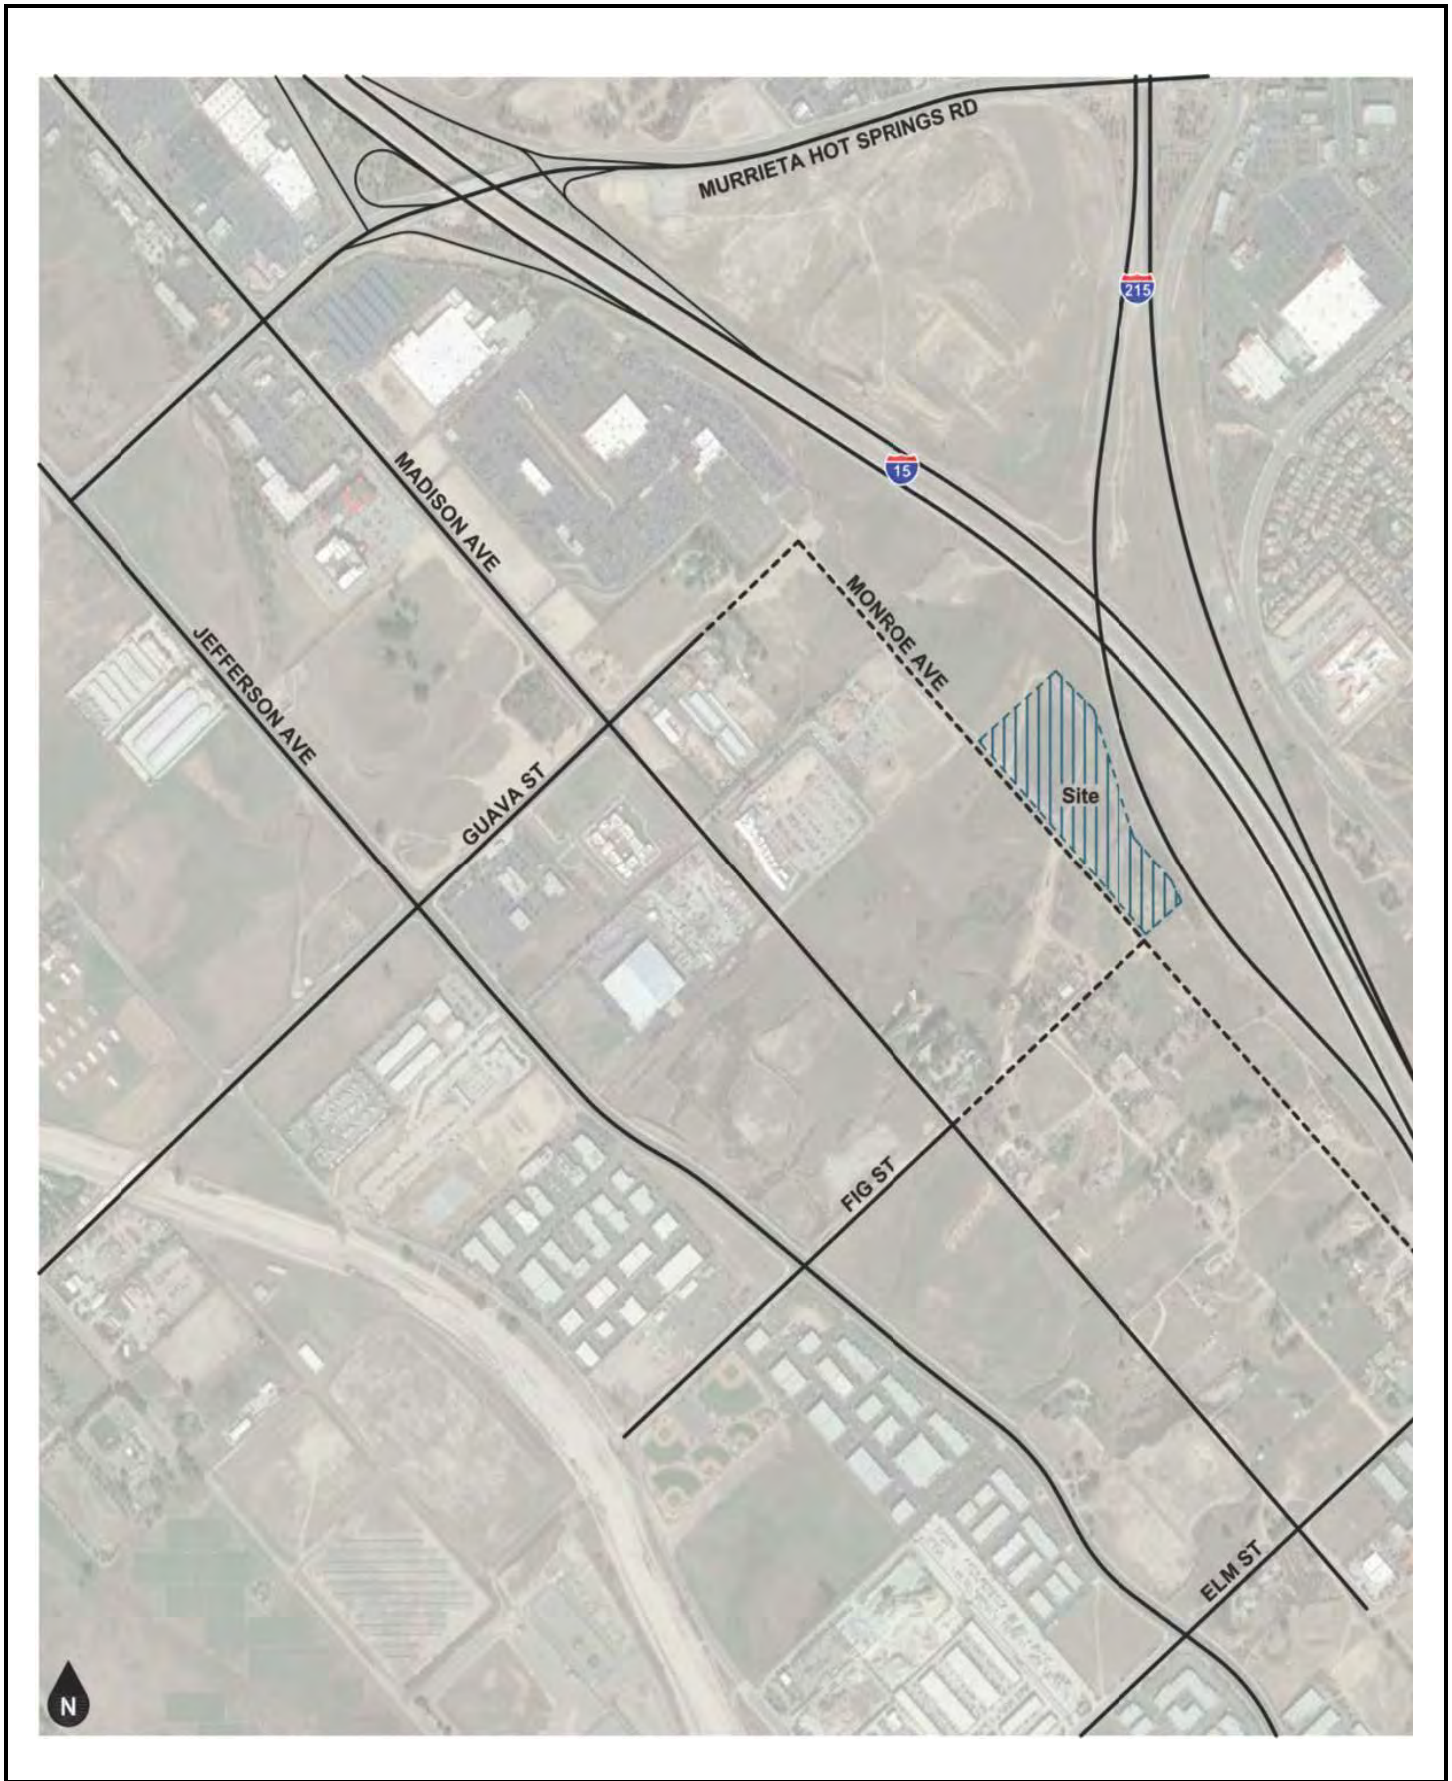 MURRIETA HOT SPRINGS RD
215
15
MADISON AVE
MONROE AVE
JEFFERSON AVE
Site
GUAVA ST
FIG ST
ELM ST
N